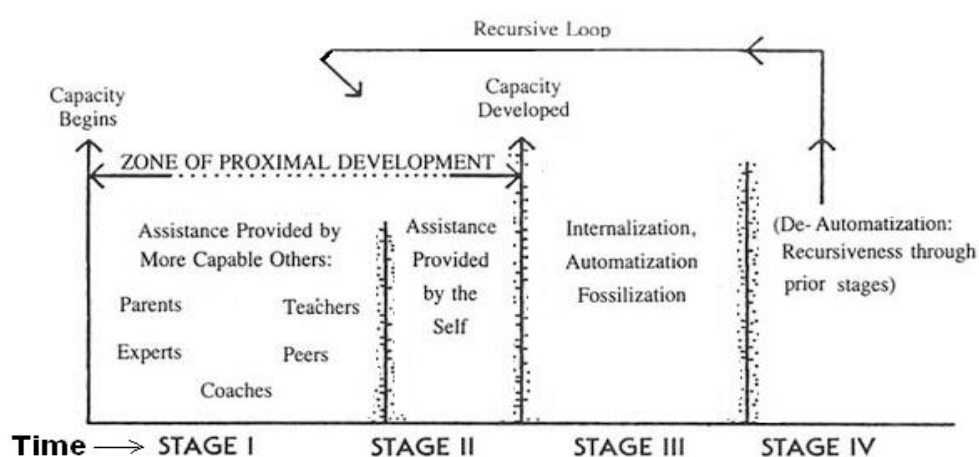 Recursive Loop
Capacity
Begins
Capacity
Developed
ZONE OF PROXIMAL DEVELOPMENT
Assistance Provided by
More Capable Others:
Parents Teachers
Experts Peers
Coaches
Assistance
Provided
by the
Self
Internalization,
Automatization
Fossilization
(De-Automatization:
Recursiveness through
prior stages)
Time STAGE I STAGE II STAGE III STAGE IV